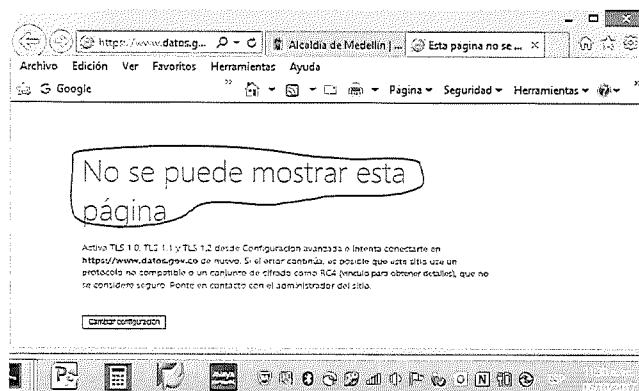 https://www.datos.g...
Alcaldía de Medellín | ...
Esta página no se ...
Archivo Edición Ver Favoritos Herramientas Ayuda
Google
Página Seguridad Herramientas
No se puede mostrar esta
página
Activa TLS 1.0, TLS 1.1 y TLS 1.2 desde Configuración avanzada e intenta conectarte en
https://www.datos.gov.co de nuevo. Si el error continúa, es posible que este sitio use un
protocolo no compatible o un conjunto de cifrado como RC4 (vínculo para obtener detalles), que no
se considera seguro. Ponte en contacto con el administrador del sitio.
Cambiar configuración